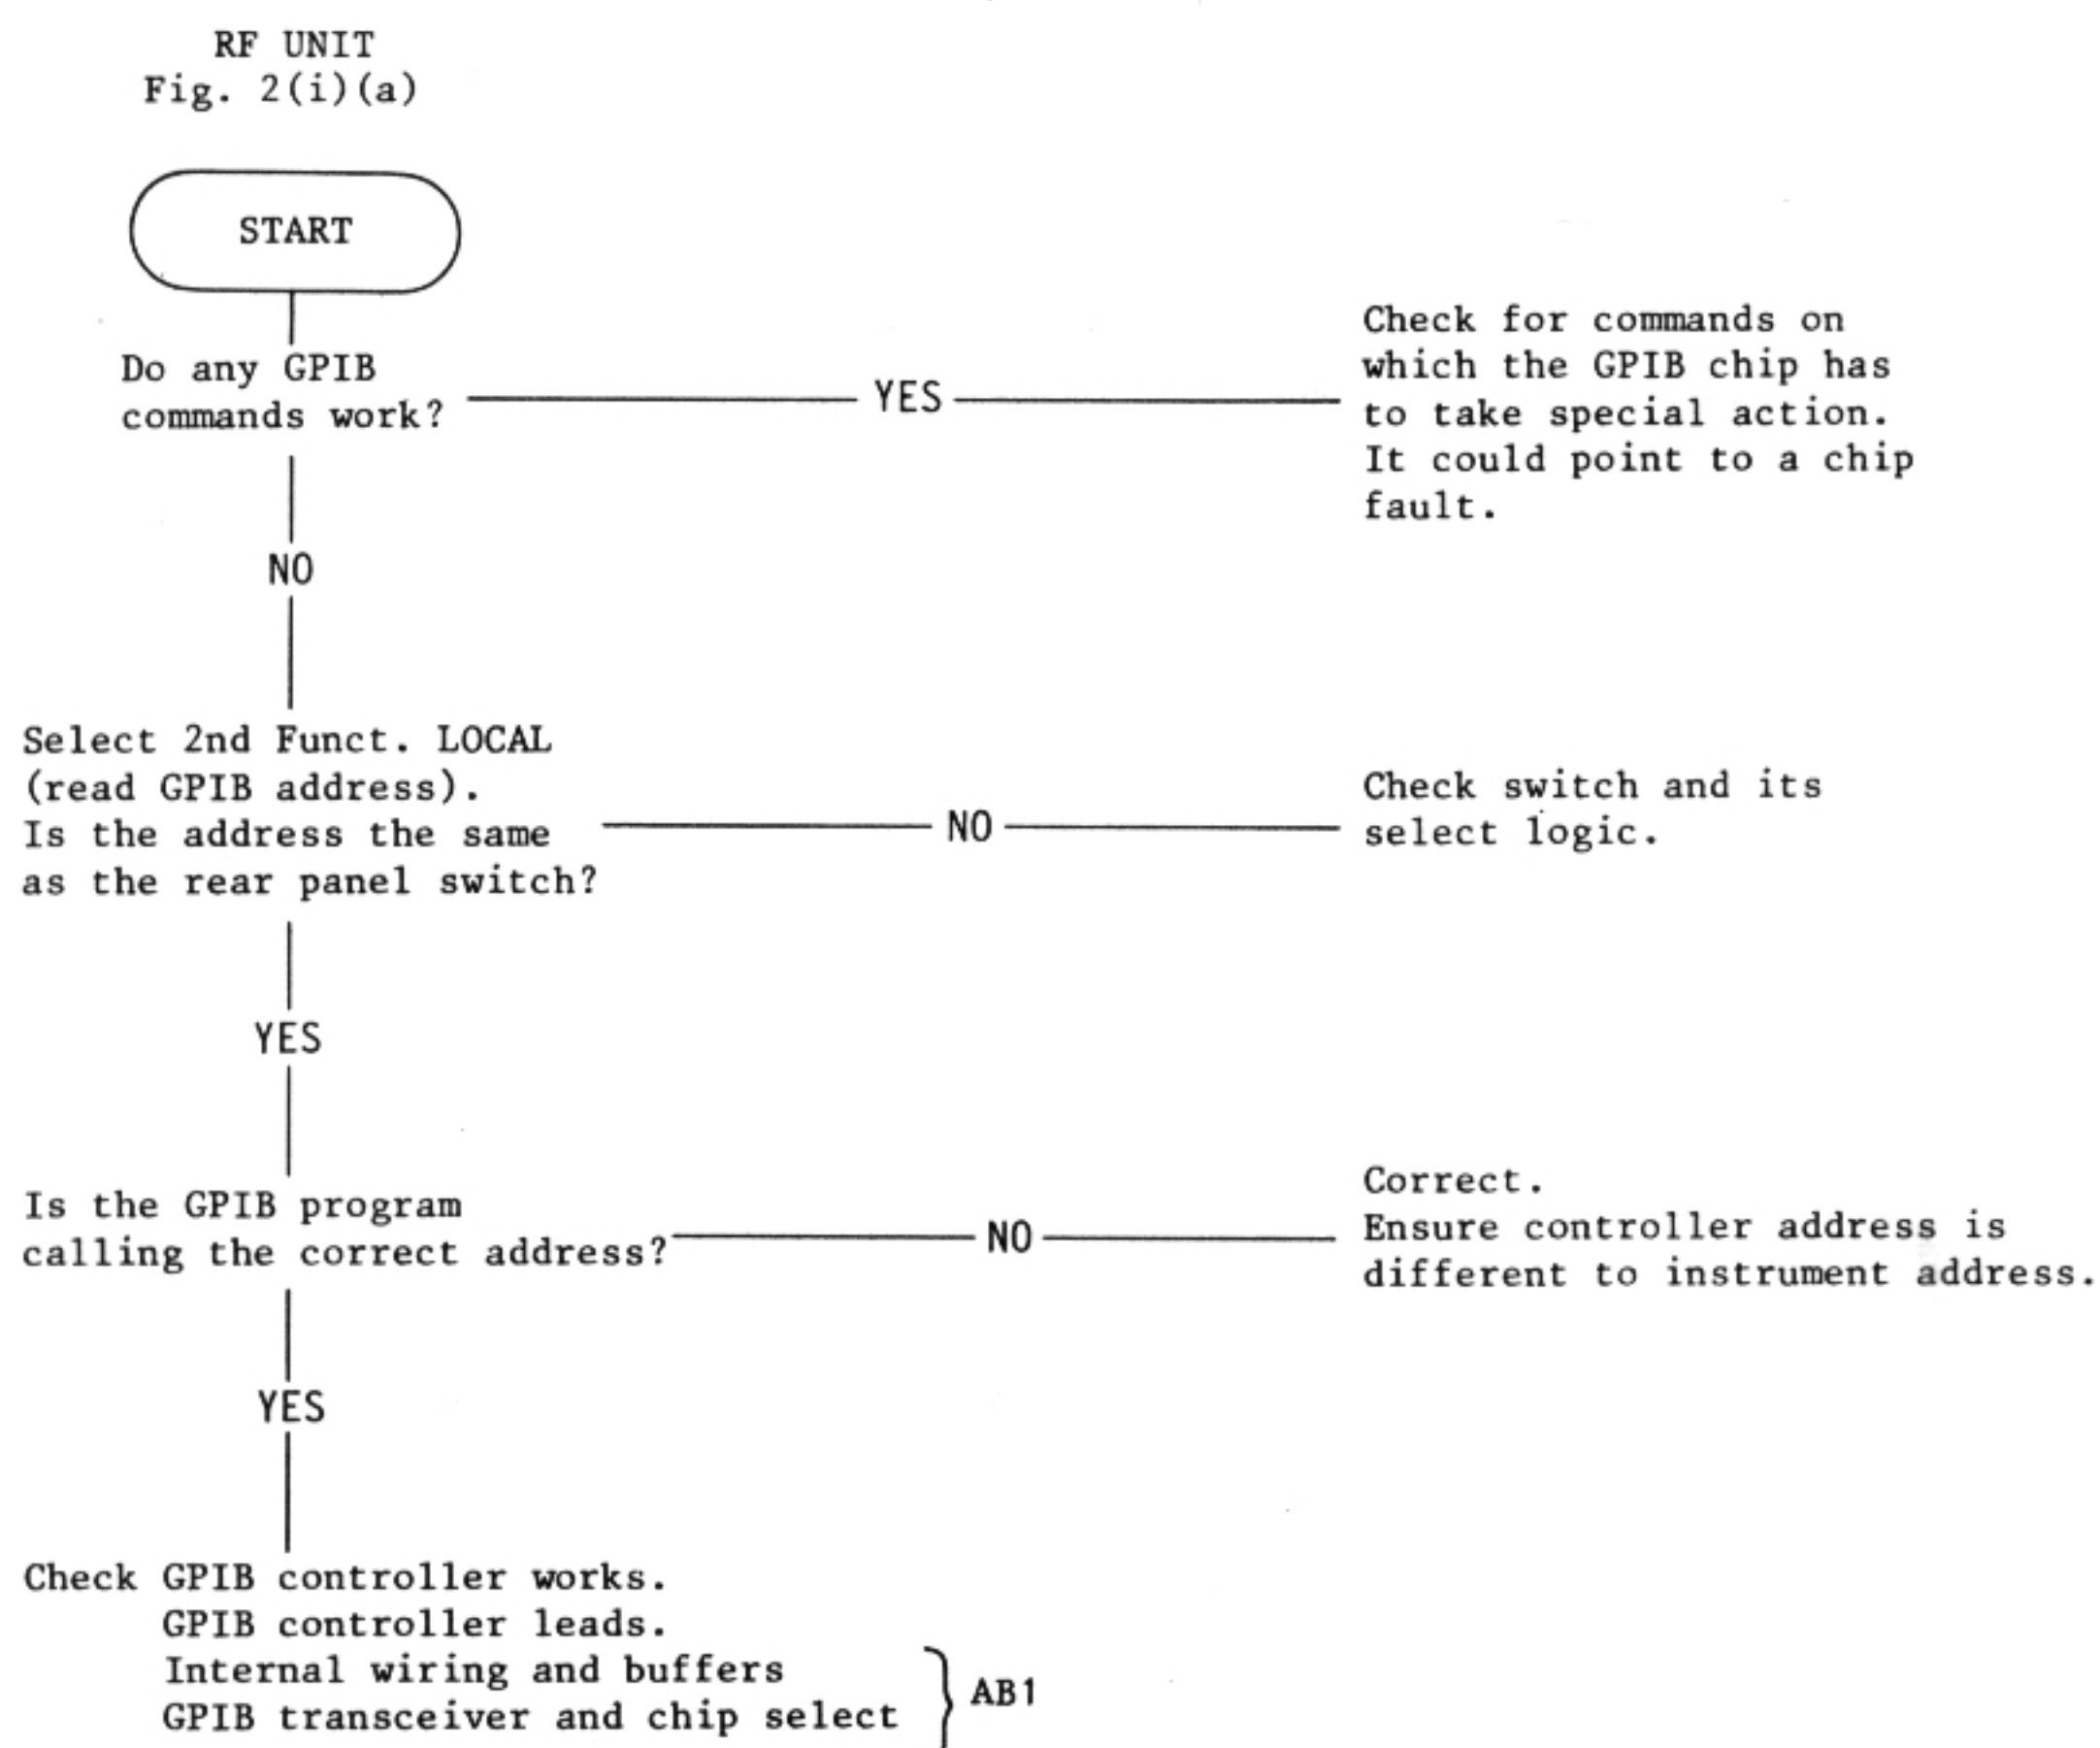 RF UNIT
Fig. 2(i)(a)
START
Do any GPIB
commands work?
YES
Check for commands on
which the GPIB chip has
to take special action.
It could point to a chip
fault.
NO
Select 2nd Funct. LOCAL
(read GPIB address).
Is the address the same
as the rear panel switch?
NO
Check switch and its
select logic.
YES
Is the GPIB program
calling the correct address?
NO
Correct.
Ensure controller address is
different to instrument address.
YES
Check GPIB controller works.
GPIB controller leads.
Internal wiring and buffers
GPIB transceiver and chip select
AB1